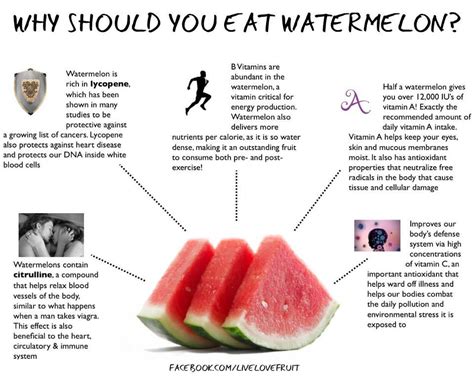 WHY SHOULD YOU EAT WATERMELON?
Watermelon is
rich in lycopene,
which has been
shown in many
studies to be
protective against
a growing list of cancers. Lycopene
also protects against heart disease
and protects our DNA inside white
blood cells
B Vitamins are
abundant in the
watermelon, a
vitamin critical for
energy production.
Watermelon also
delivers more
nutrients per calorie, as it is so water
dense, making it an outstanding fruit
to consume both pre- and post-
exercise!
A
Half a watermelon gives
you over 12,000 IU's of
vitamin A! Exactly the
recommended amount of
daily vitamin A intake.
Vitamin A helps keep your eyes,
skin and mucous membranes
moist. It also has antioxidant
properties that neutralize free
radicals in the body that cause
tissue and cellular damage
Watermelons contain
citrulline, a compound
that helps relax blood
vessels of the body,
similar to what happens
when a man takes viagra.
This effect is also
beneficial to the heart,
circulatory & immune
system
Improves our
body's defense
system via high
concentrations
of vitamin C, an
important antioxidant that
helps ward off illness and
helps our bodies combat
the daily pollution and
environmental stress it is
exposed to
FACEBOOK.COM/LIVELOVEFRUIT